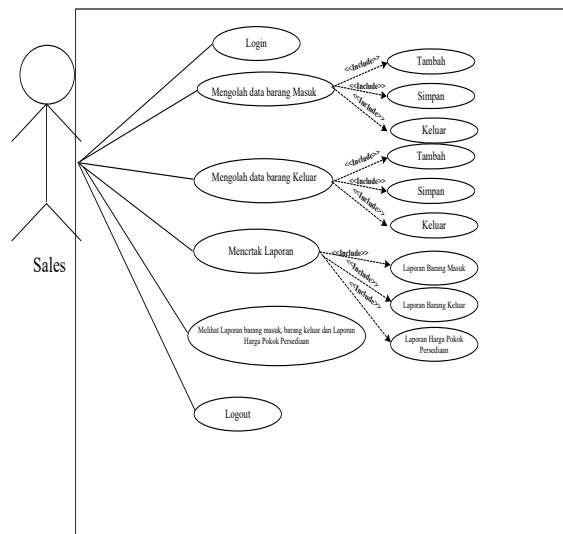 Login
Mengolah data barang Masuk
<<Include>>
Tambah
<<Include>>
Simpan
<<Include>>
Keluar
Mengolah data barang Keluar
<<Include>>
Tambah
<<Include>>
Simpan
<<Include>>
Keluar
Sales
Mencrtak Laporan
<<Include>>
Laporan Barang Masuk
<<Include>>
Laporan Barang Keluar
<<Include>>
Laporan Harga Pokok
Persediaan
Melihat Laporan barang masuk, barang keluar dan Laporan
Harga Pokok Persediaan
Logout